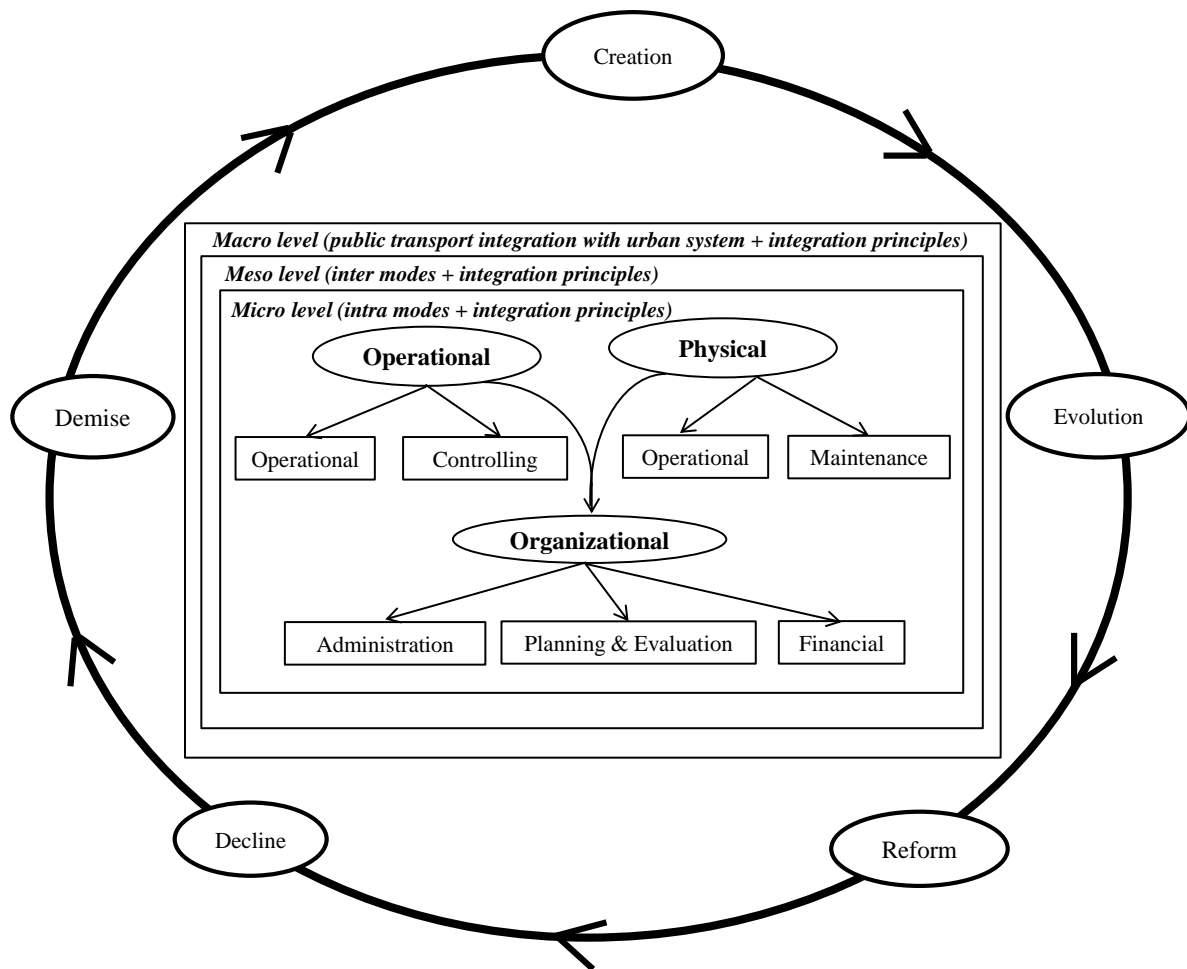 Creation
Macro level (public transport integration with urban system + integration principles)
Meso level (inter modes + integration principles)
Micro level (intra modes + integration principles)
Operational
Physical
Demise
Evolution
Operational
Controlling
Operational
Maintenance
Organizational
Administration
Planning & Evaluation
Financial
Decline
Reform